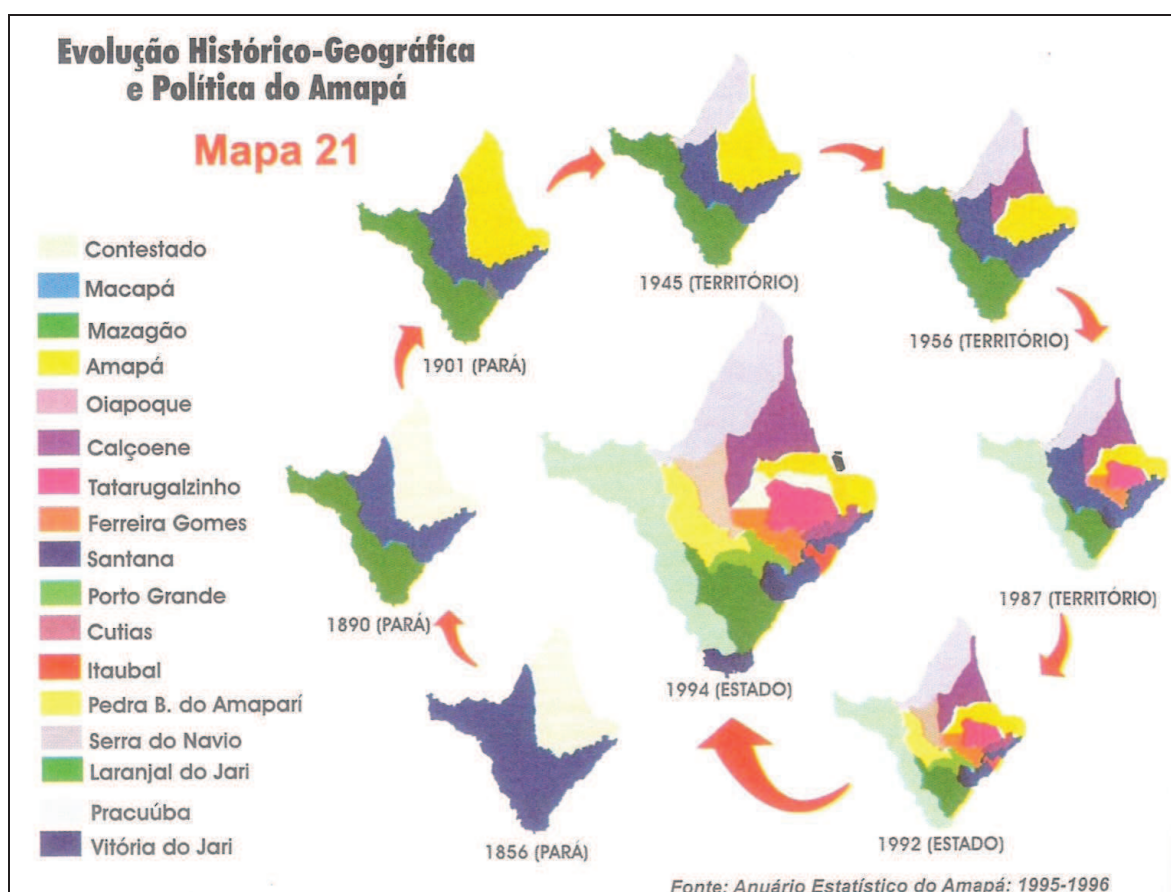 Evolução Histórico-Geográfica
e Política do Amapá
Mapa 21
Contestado
Macapá
Mazagão
Amapá
Oiapoque
Calçoene
Tatarugalzinho
Ferreira Gomes
Santana
Porto Grande
Cutias
Itaubal
Pedra B. do Amaparí
Serra do Navio
Laranjal do Jari
Pracuúba
Vitória do Jari
1856 (PARÁ)
1890 (PARÁ)
1901 (PARÁ)
1945 (TERRITÓRIO)
1956 (TERRITÓRIO)
1987 (TERRITÓRIO)
1992 (ESTADO)
1994 (ESTADO)
Fonte: Anuário Estatístico do Amapá: 1995-1996